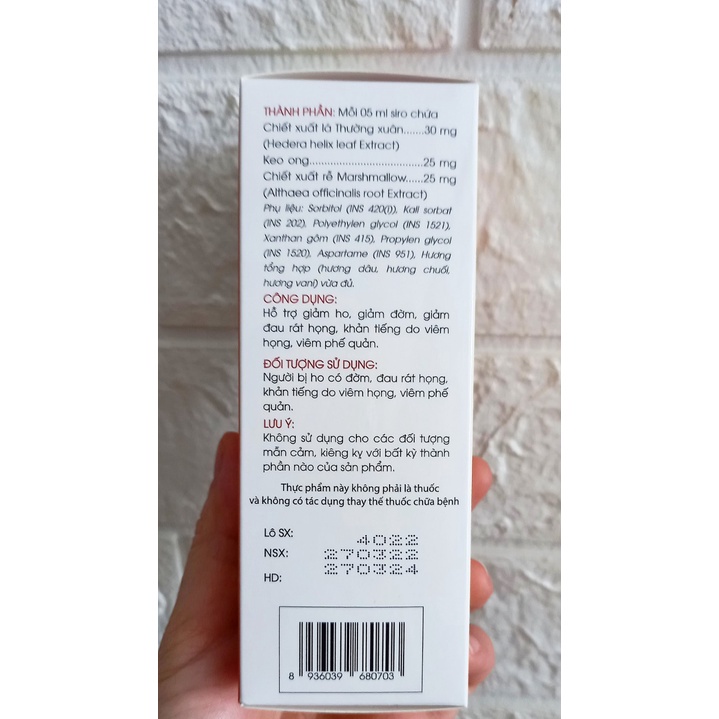 THÀNH PHẦN: Mỗi 05 ml siro chứa
Chiết xuất lá Thường xuân.......30 mg
(Hedera helix leaf Extract)
Keo ong......................................25 mg
Chiết xuất rễ Marshmallow......25 mg
(Althaea officinalis root Extract)
Phụ liệu: Sorbitol (INS 420(i)), Kali sorbat
(INS 202), Polyethylen glycol (INS 1521),
Xanthan gôm (INS 415), Propylen glycol
(INS 1520), Aspartame (INS 951), Hương
tổng hợp (hương dâu, hương chuối,
hương vani) vừa đủ.
CÔNG DỤNG:
Hỗ trợ giảm ho, giảm đờm, giảm
đau rát họng, khản tiếng do viêm
họng, viêm phế quản.
ĐỐI TƯỢNG SỬ DỤNG:
Người bị ho có đờm, đau rát họng,
khản tiếng do viêm họng, viêm phế
quản.
LƯU Ý:
Không sử dụng cho các đối tượng
mẫn cảm, kiêng kỵ với bất kỳ thành
phần nào của sản phẩm.
Thực phẩm này không phải là thuốc
và không có tác dụng thay thế thuốc chữa bệnh
Lô SX: 4022
NSX: 270322
HD: 270324
8 936039 680703